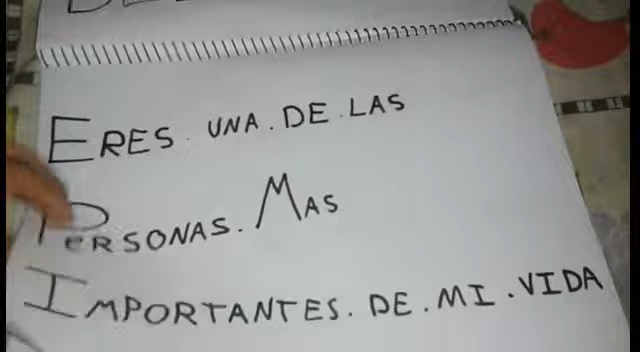 ERES. UNA. DE. LAS
PeRSONAS. MAS
IMPORTANTES. DE. MI. VIDA